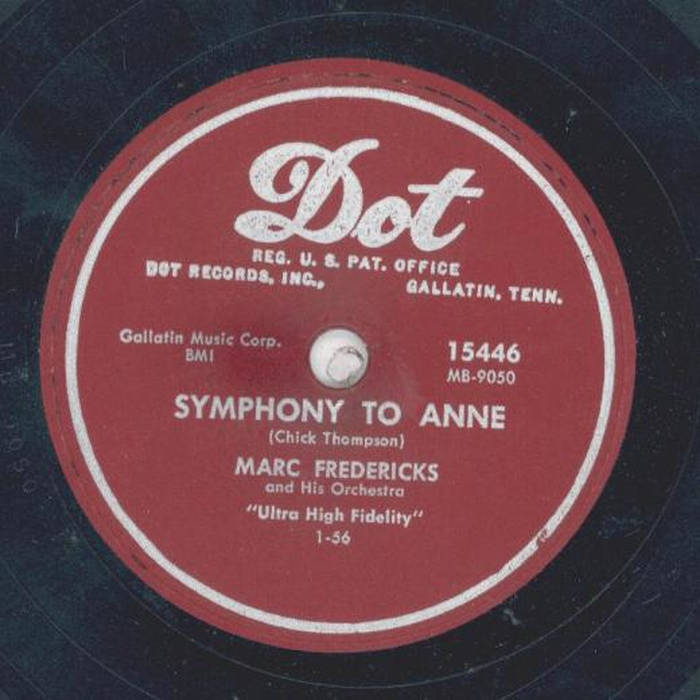 Dot
REG. U. S. PAT. OFFICE
DOT RECORDS, INC., GALLATIN, TENN.
Gallatin Music Corp.
BMI
15446
MB-9050
SYMPHONY TO ANNE
(Chick Thompson)
MARC FREDERICKS
and His Orchestra
"Ultra High Fidelity"
1-56